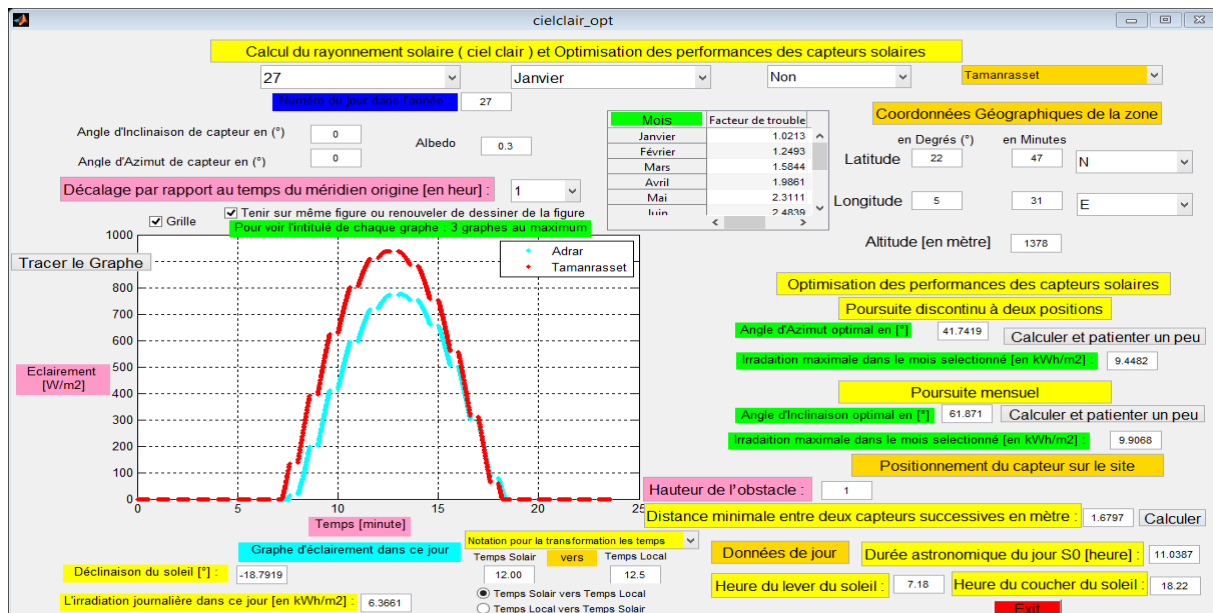 cielclair_opt
Calcul du rayonnement solaire ( ciel clair ) et Optimisation des performances des capteurs solaires
27
Janvier
Non
Tamanrasset
Numéro du jour dans l'année
27
Angle d'Inclinaison de capteur en (°)
0
Angle d'Azimut de capteur en (°)
0
Albedo
0.3
Mois Facteur de trouble
Janvier 1.0213
Février 1.2493
Mars 1.5844
Avril 1.9861
Mai 2.3111
Juin 2.4839
Coordonnées Géographiques de la zone
en Degrés (°) en Minutes
Latitude 22 47 N
Longitude 5 31 E
Altitude [en mètre] 1378
Décalage par rapport au temps du méridien origine [en heur] :
1
Grille
Tenir sur même figure ou renouveler de dessiner de la figure
Pour voir l'intitulé de chaque graphe : 3 graphes au maximum
Tracer le Graphe
Adrar
Tamanrasset
1000
800
700
600
500
400
300
200
100
0
0 5 10 15 20 25
Eclairement
[W/m2]
Temps [minute]
Graphe d'éclairement dans ce jour
Déclinaison du soleil [°] :
-18.7919
L'irradiation journalière dans ce jour [en kWh/m2] :
6.3661
Notation pour la transformation les temps
Temps Solair vers Temps Local
12.00 12.5
Temps Solair vers Temps Local
Temps Local vers Temps Solair
Optimisation des performances des capteurs solaires
Poursuite discontinu à deux positions
Angle d'Azimut optimal en [°]
41.7419
Calculer et patienter un peu
Irradaition maximale dans le mois selectionné [en kWh/m2] :
9.4482
Poursuite mensuel
Angle d'Inclinaison optimal en [°]
61.871
Calculer et patienter un peu
Irradaition maximale dans le mois selectionné [en kWh/m2] :
9.9068
Positionnement du capteur sur le site
Hauteur de l'obstacle :
1
Distance minimale entre deux capteurs successives en mètre :
1.6797
Calculer
Données de jour
Durée astronomique du jour S0 [heure] :
11.0387
Heure du lever du soleil :
7.18
Heure du coucher du soleil :
18.22
Exit